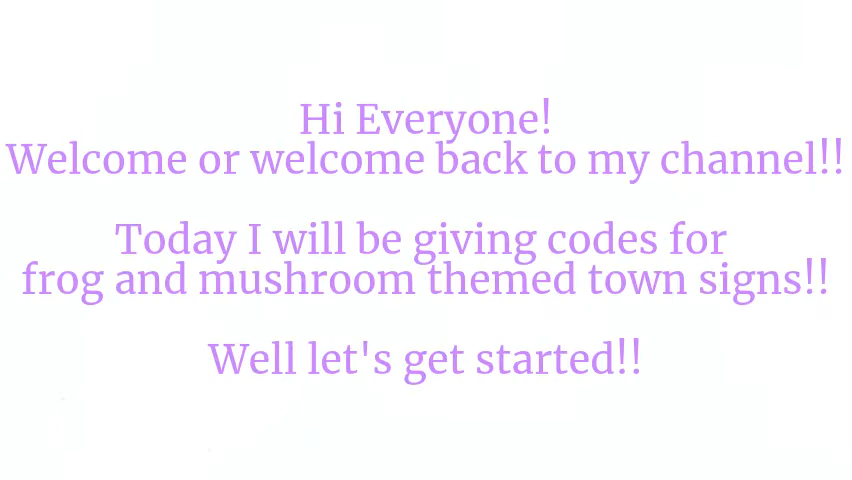 Hi Everyone!
Welcome or welcome back to my channel!!
Today I will be giving codes for
frog and mushroom themed town signs!!
Well let's get started!!